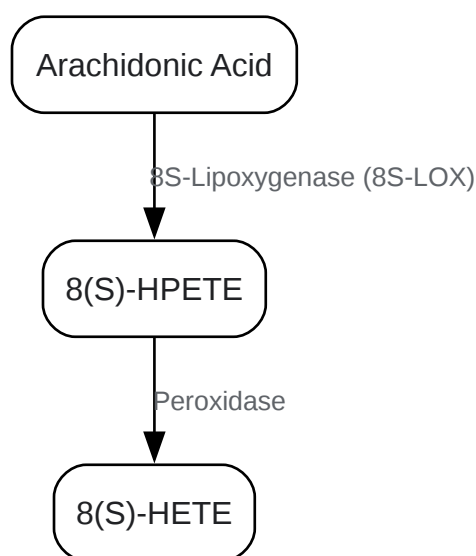 Arachidonic Acid
8S-Lipoxygenase (8S-LOX)
8(S)-HPETE
Peroxidase
8(S)-HETE